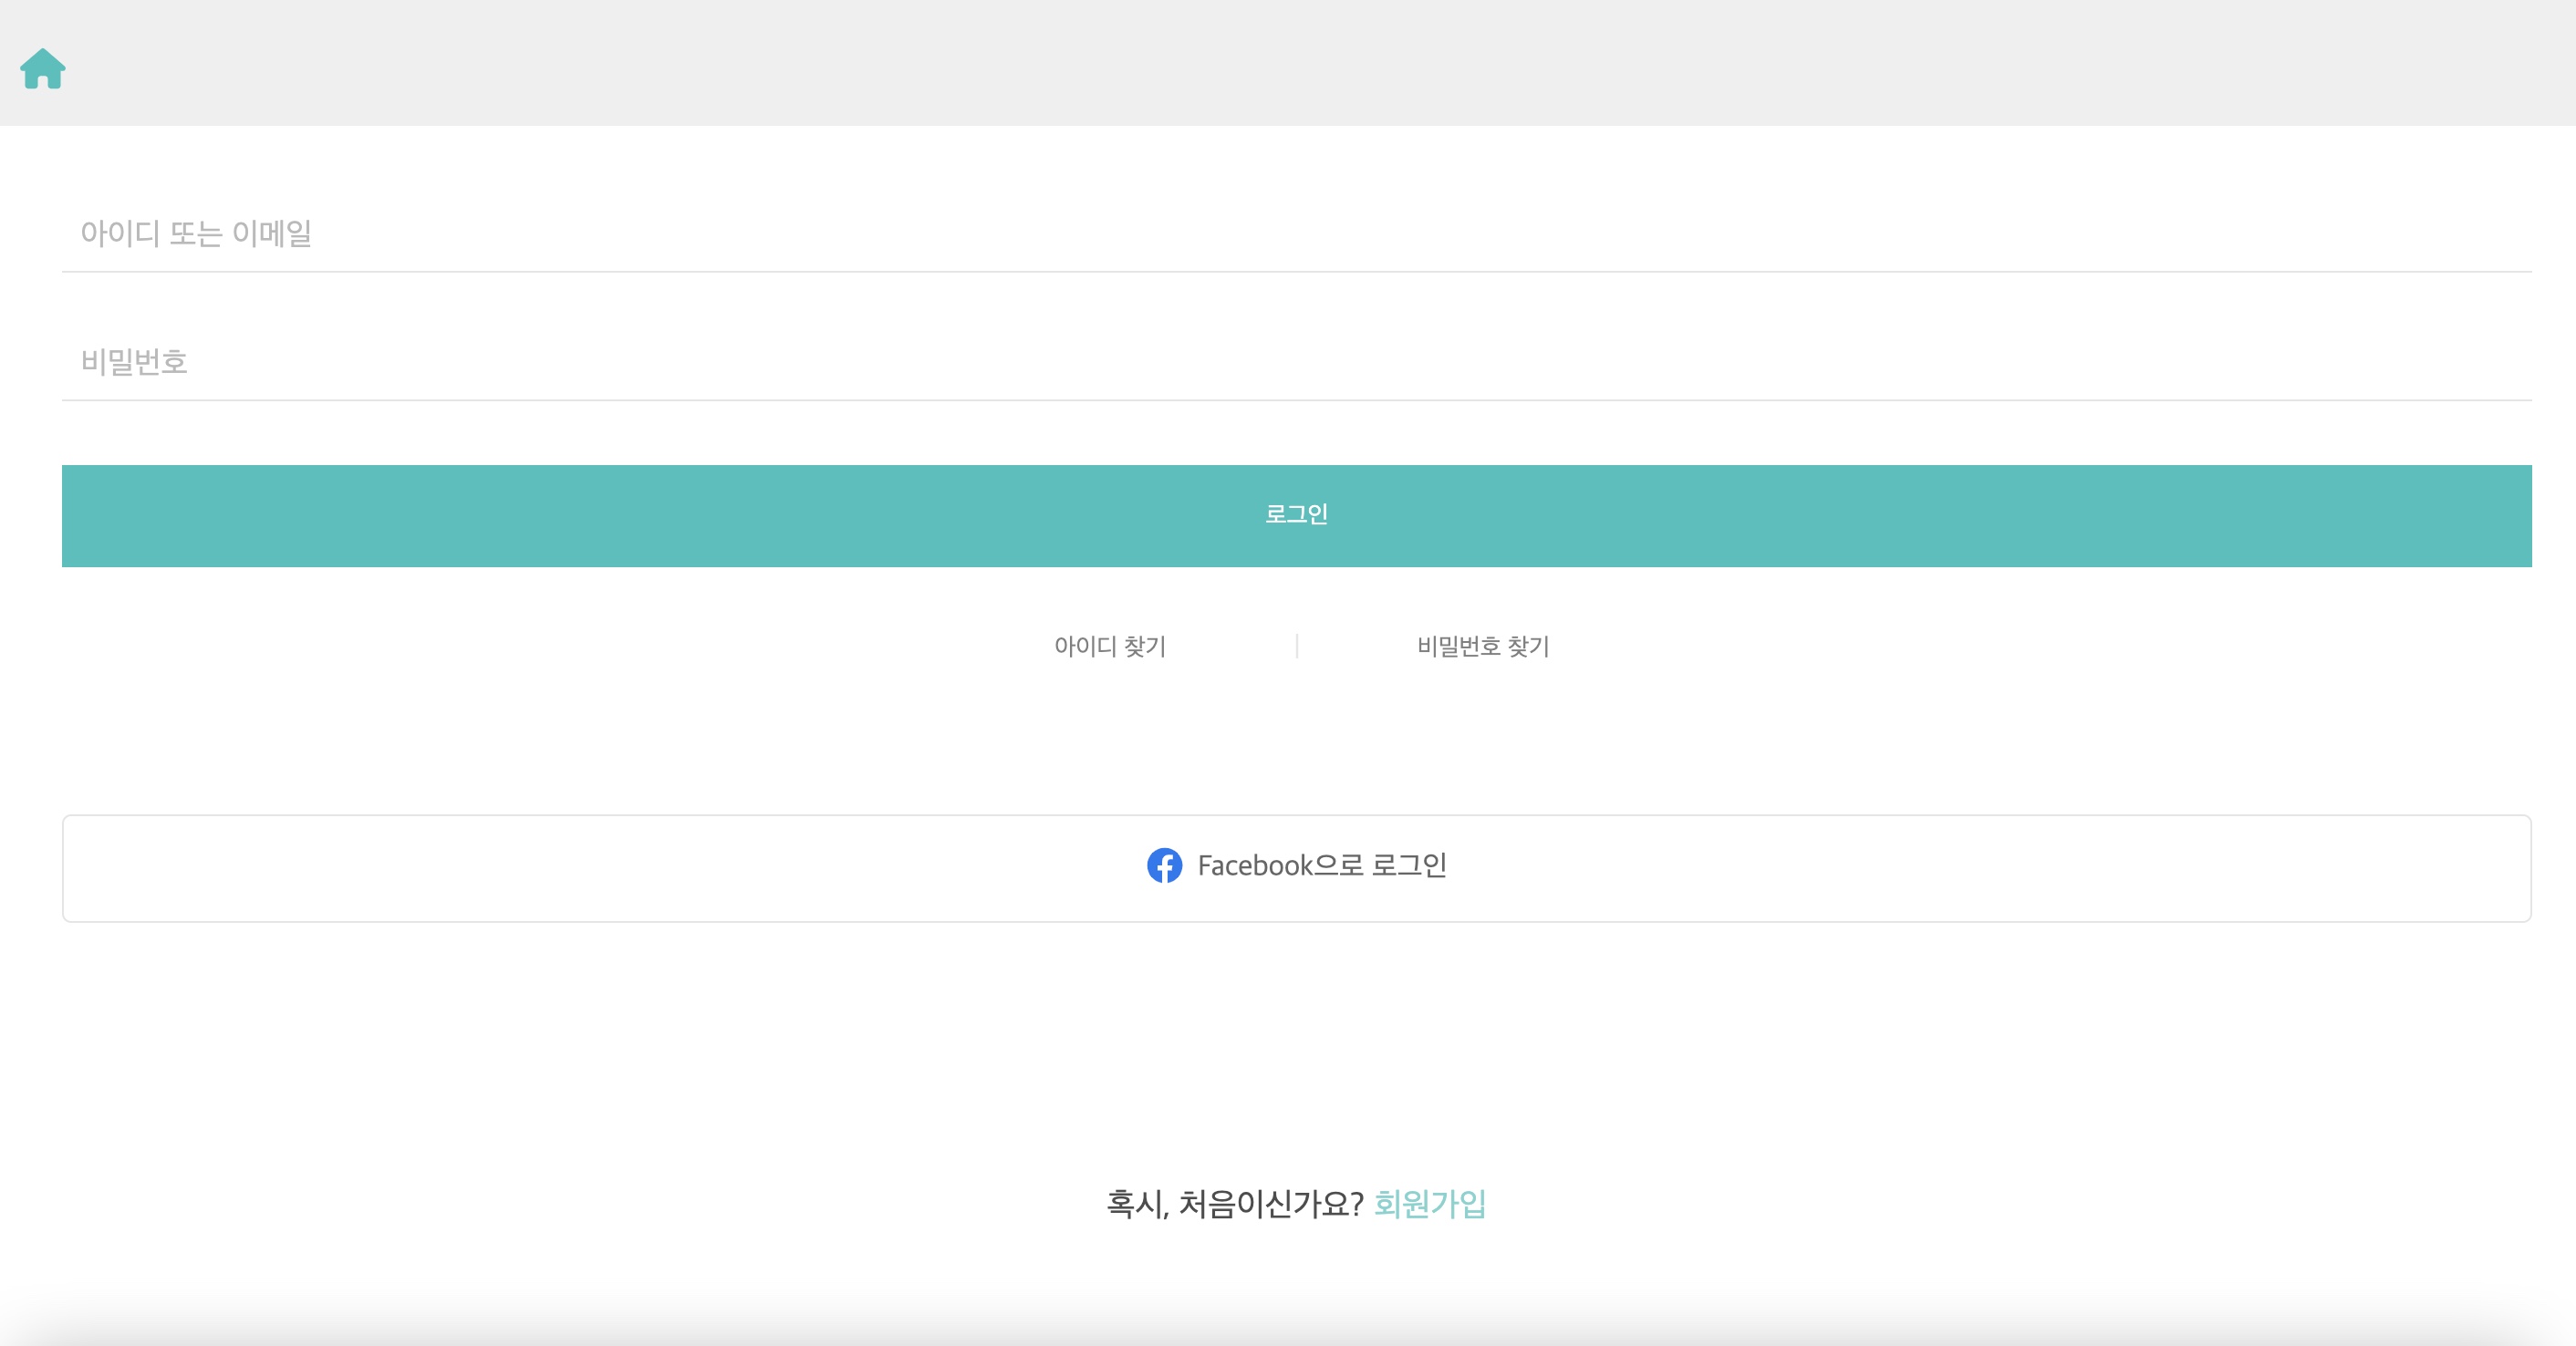 아이디 또는 이메일
비밀번호
로그인
아이디 찾기
비밀번호 찾기
Facebook으로 로그인
혹시, 처음이신가요? 회원가입